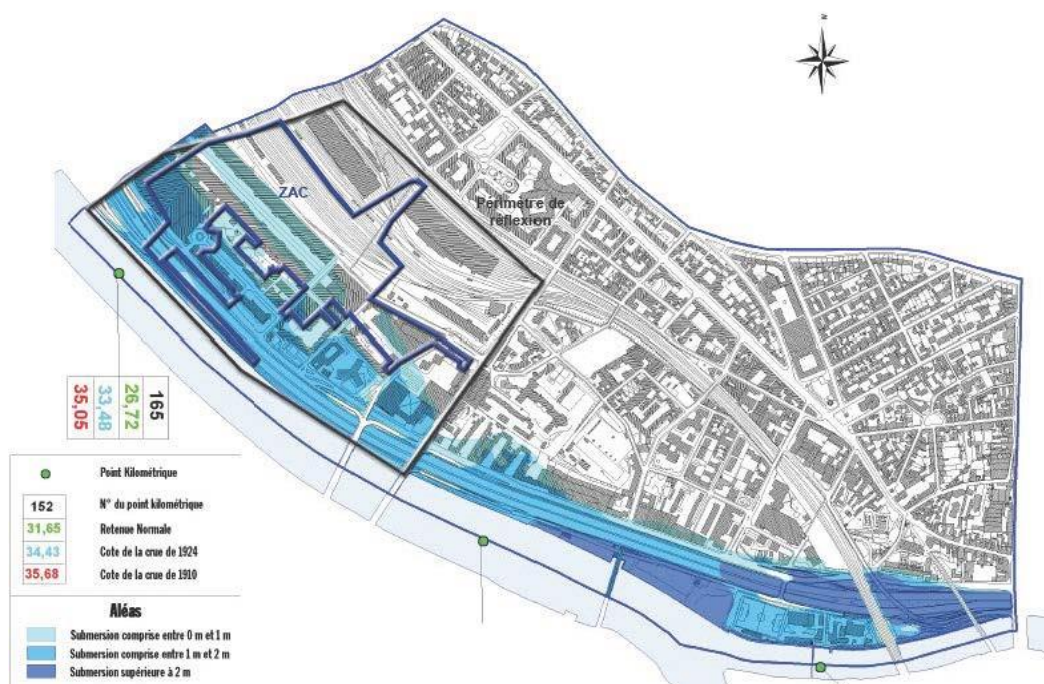 N
ZAC
Périmètre de
réflexion
35,05
33,48
26,72
165
Point Kilométrique
152 N° du point kilométrique
31,65 Retenue Normale
34,43 Cote de la crue de 1924
35,68 Cote de la crue de 1910
Aléas
Submersion comprise entre 0 m et 1 m
Submersion comprise entre 1 m et 2 m
Submersion supérieure à 2 m